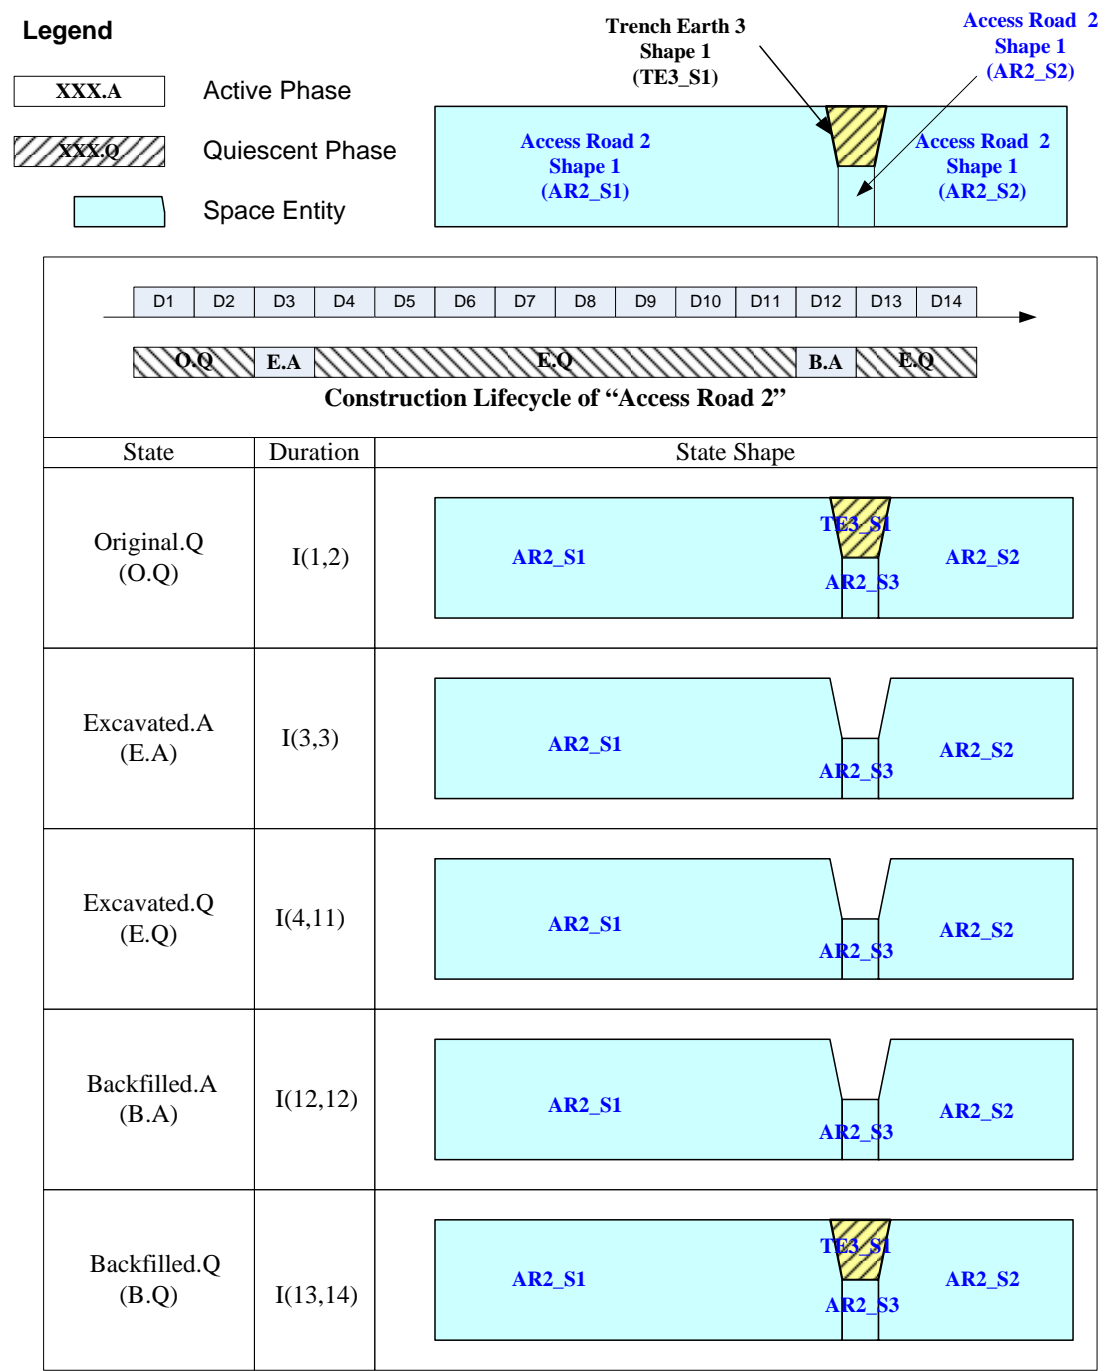 Legend
XXX.A
Active Phase
XXX.Q
Quiescent Phase
Space Entity
Trench Earth 3
Shape 1
(TE3_S1)
Access Road 2
Shape 1
(AR2_S2)
Access Road 2
Shape 1
(AR2_S1)
Access Road 2
Shape 1
(AR2_S2)
D1 D2 D3 D4 D5 D6 D7 D8 D9 D10 D11 D12 D13 D14
O.Q E.A E.Q B.A E.Q
Construction Lifecycle of “Access Road 2”
State Duration State Shape
Original.Q
(O.Q)
I(1,2)
AR2_S1
TE3_S1
AR2_S3
AR2_S2
Excavated.A
(E.A)
I(3,3)
AR2_S1
AR2_S3
AR2_S2
Excavated.Q
(E.Q)
I(4,11)
AR2_S1
AR2_S3
AR2_S2
Backfilled.A
(B.A)
I(12,12)
AR2_S1
AR2_S3
AR2_S2
Backfilled.Q
(B.Q)
I(13,14)
AR2_S1
TE3_S1
AR2_S3
AR2_S2